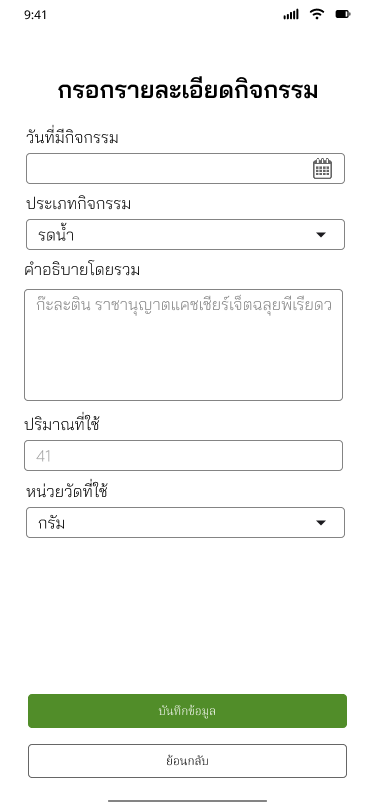 9:41
กรอกรายละเอียดกิจกรรม
วันที่มีกิจกรรม
ประเภทกิจกรรม
รดน้ำ
คำอธิบายโดยรวม
ก๊ะละติน ราชานุญาตแคชเชียร์เจ็ตฉลุยพีเรียดว
ปริมาณที่ใช้
41
หน่วยวัดที่ใช้
กรัม
บันทึกข้อมูล
ย้อนกลับ